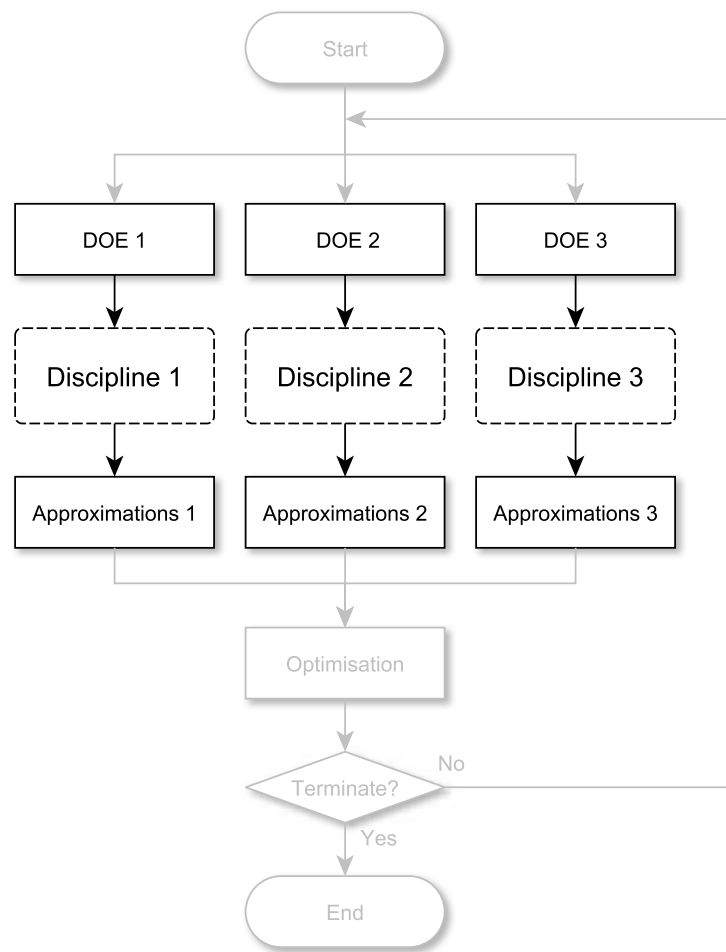 Start
DOE 1
DOE 2
DOE 3
Discipline 1
Discipline 2
Discipline 3
Approximations 1
Approximations 2
Approximations 3
Optimisation
Terminate?
No
Yes
End